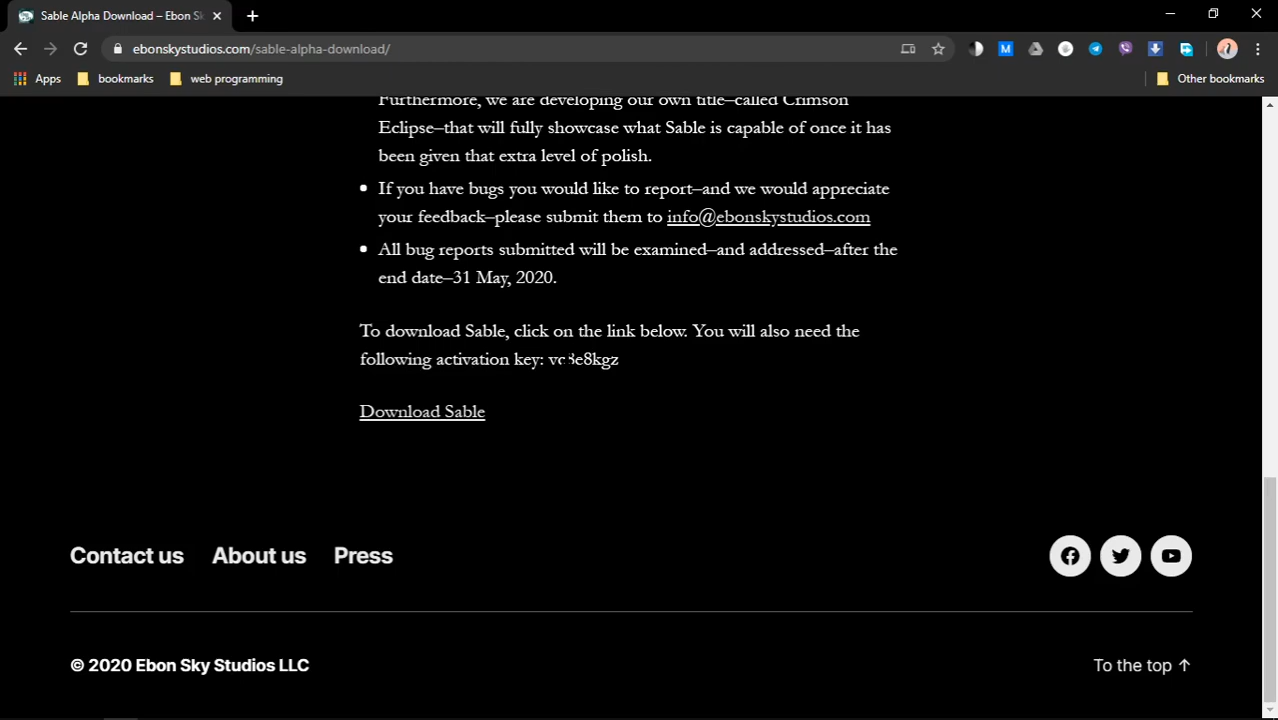 Sable Alpha Download – Ebon Sk
ebonskystudios.com/sable-alpha-download/
Apps bookmarks web programming Other bookmarks
Furthermore, we are developing our own title–called Crimson
Eclipse–that will fully showcase what Sable is capable of once it has
been given that extra level of polish.
If you have bugs you would like to report–and we would appreciate
your feedback–please submit them to info@ebonskystudios.com
All bug reports submitted will be examined–and addressed–after the
end date–31 May, 2020.
To download Sable, click on the link below. You will also need the
following activation key:
Download Sable
Contact us About us Press
© 2020 Ebon Sky Studios LLC
To the top ↑